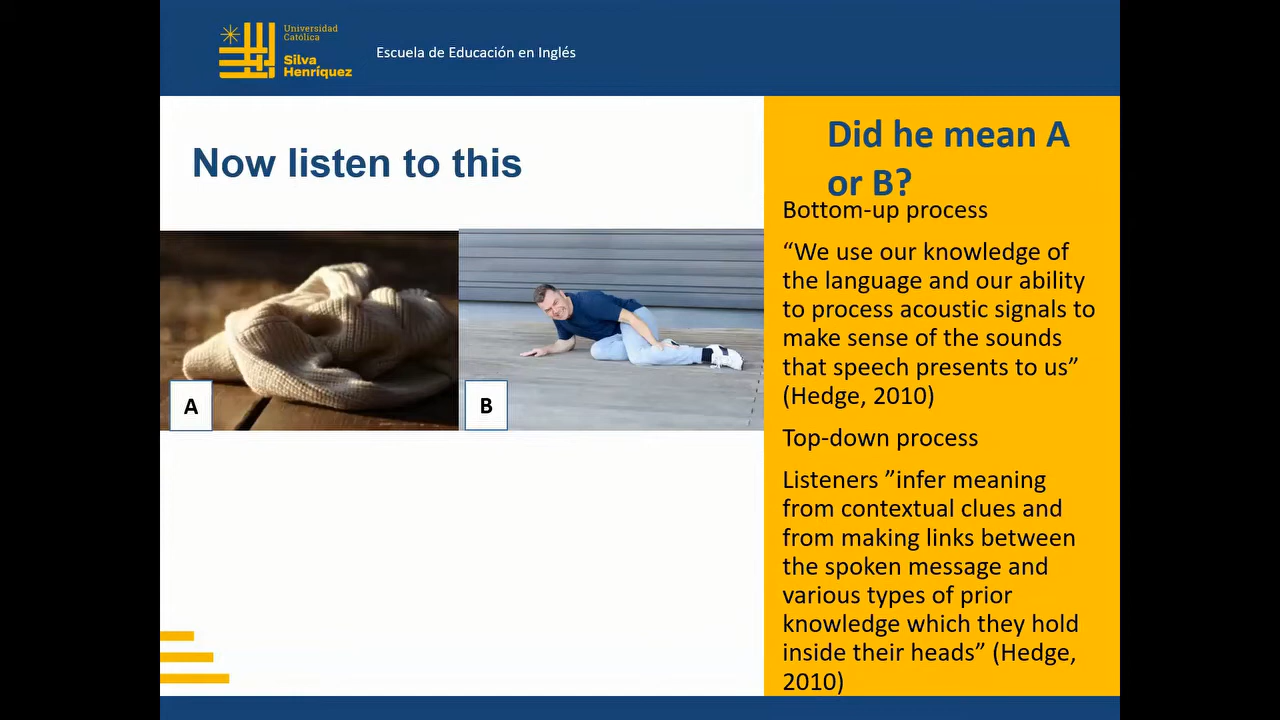 Universidad
Católica
Silva
Henríquez
Escuela de Educación en Inglés
Now listen to this
A
B
Did he mean A
or B?
Bottom-up process
“We use our knowledge of
the language and our ability
to process acoustic signals to
make sense of the sounds
that speech presents to us”
(Hedge, 2010)
Top-down process
Listeners ”infer meaning
from contextual clues and
from making links between
the spoken message and
various types of prior
knowledge which they hold
inside their heads” (Hedge,
2010)